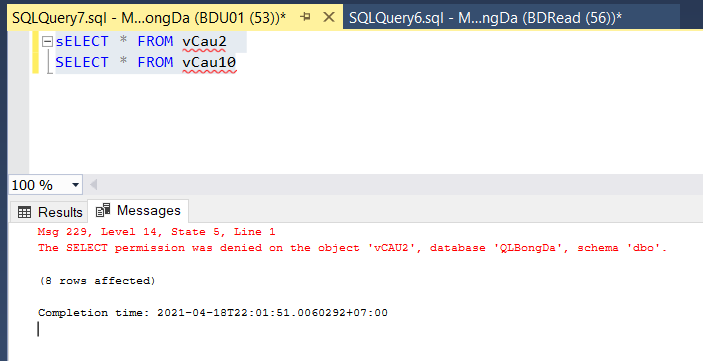 SQLQuery7.sql - M...ongDa (BDU01 (53))*
SQLQuery6.sql - M...ngDa (BDRead (56))*
sELECT * FROM vCau2
SELECT * FROM vCau10
100 %
Results
Messages
Msg 229, Level 14, State 5, Line 1
The SELECT permission was denied on the object 'vCAU2', database 'QLBongDa', schema 'dbo'.
(8 rows affected)
Completion time: 2021-04-18T22:01:51.0060292+07:00